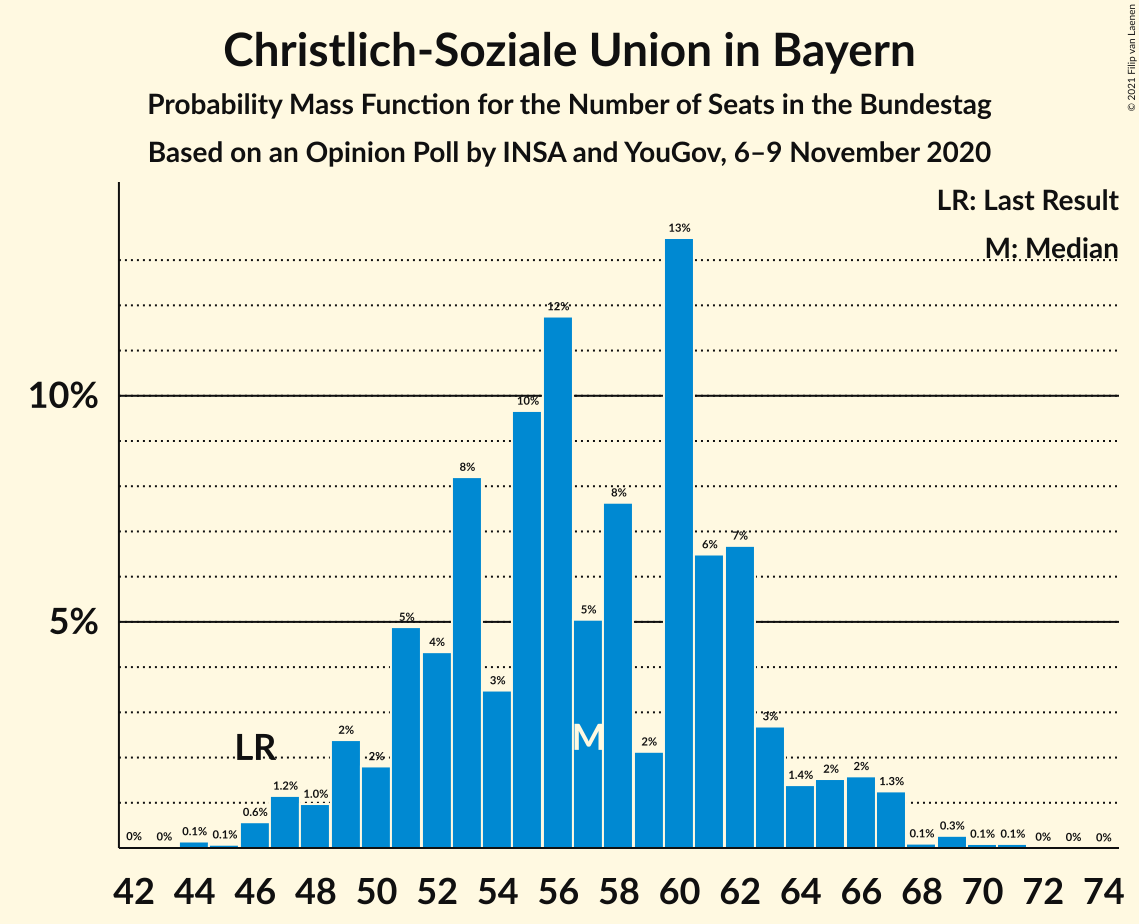 Christlich-Soziale Union in Bayern
Probability Mass Function for the Number of Seats in the Bundestag
Based on an Opinion Poll by INSA and YouGov, 6–9 November 2020
© 2021 Filip van Laenen
LR: Last Result
M: Median
13%
12%
10%
10%
8%
8%
7%
6%
5%
5%
5%
4%
3%
3%
M
LR
2%
2%
2%
2%
2%
1.4%
1.3%
1.2%
1.0%
0.6%
0.3%
0% 0% 0.1% 0.1%
0.1% 0.1% 0.1% 0% 0% 0%
42 44 46 48 50 52 54 56 58 60 62 64 66 68 70 72 74